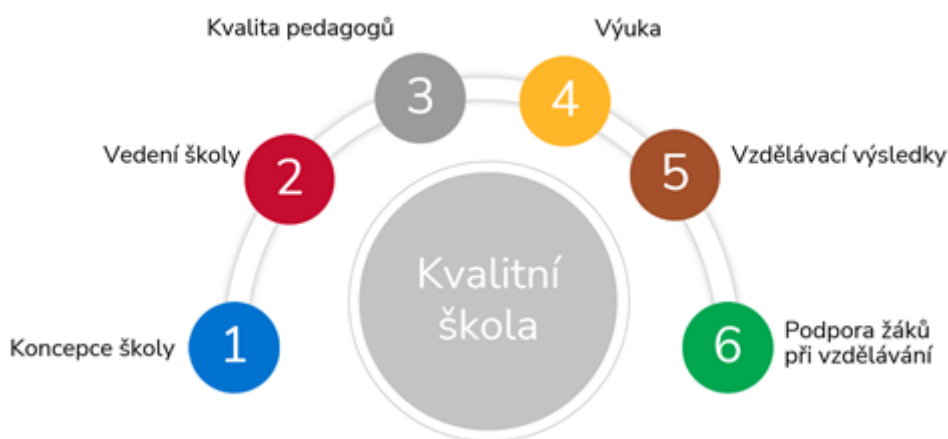 Kvalita pedagogů
Výuka
3
4
Vedení školy
2
5
Vzdělávací výsledky
Kvalitní
škola
Koncepce školy
1
6
Podpora žáků
při vzdělávání